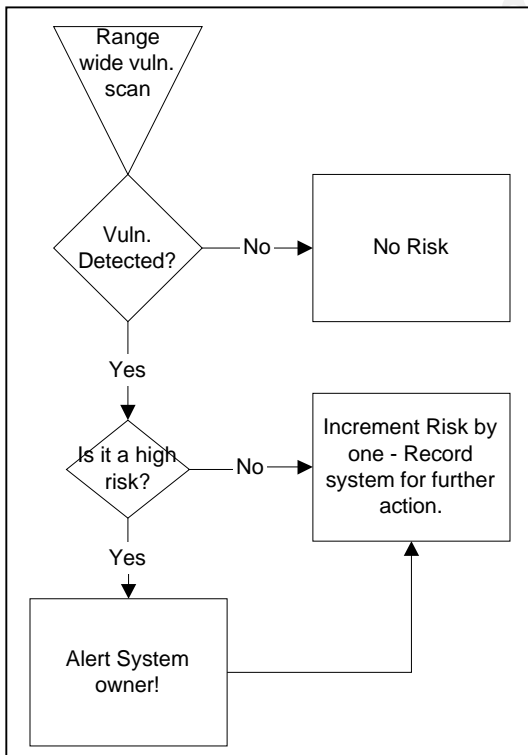 Range
wide vuln.
scan
Vuln.
Detected?
No
No Risk
Yes
Is it a high
risk?
No
Increment Risk by
one - Record
system for further
action.
Yes
Alert System
owner!